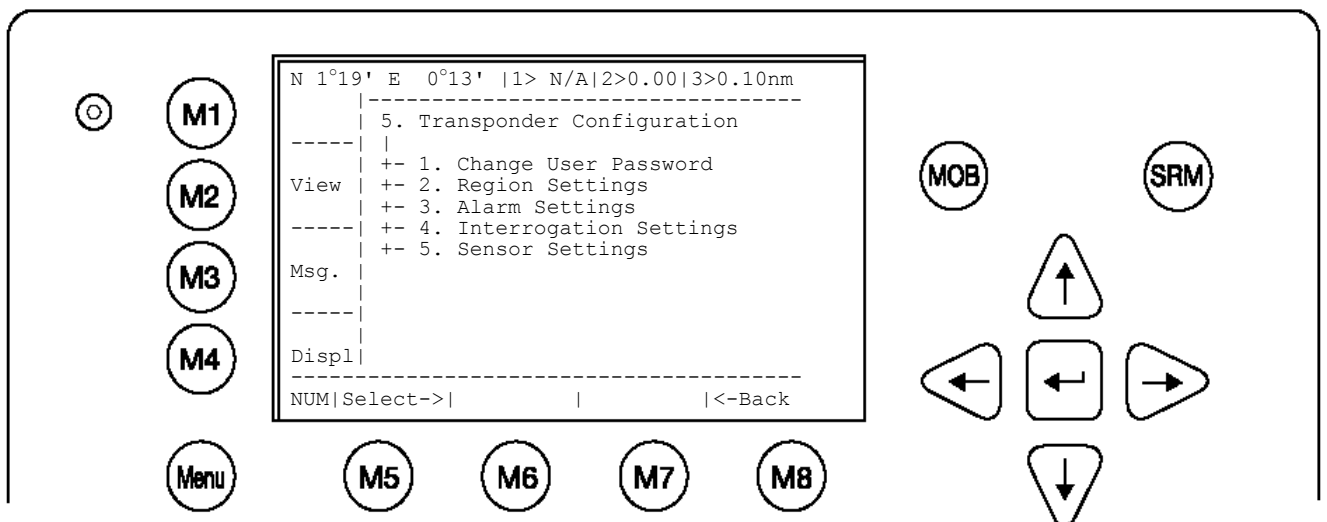 N 1°19' E 0°13' |1> N/A|2>0.00|3>0.10nm
|----------------------------------
| 5. Transponder Configuration
-----| |
| +- 1. Change User Password
View | +- 2. Region Settings
| +- 3. Alarm Settings
-----| +- 4. Interrogation Settings
| +- 5. Sensor Settings
Msg. |
|
-----|
|
Displ|
----------------------------------------
NUM|Select->| | |<-Back
M1
M2
M3
M4
Menu
M5
M6
M7
M8
MOB
SRM